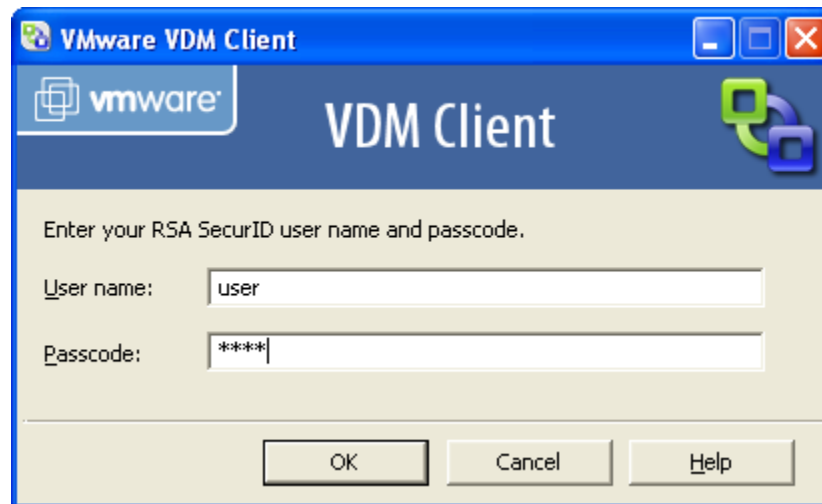 VMware VDM Client
vmware
VDM Client
Enter your RSA SecurID user name and passcode.
User name: user
Passcode: ****
OK Cancel Help